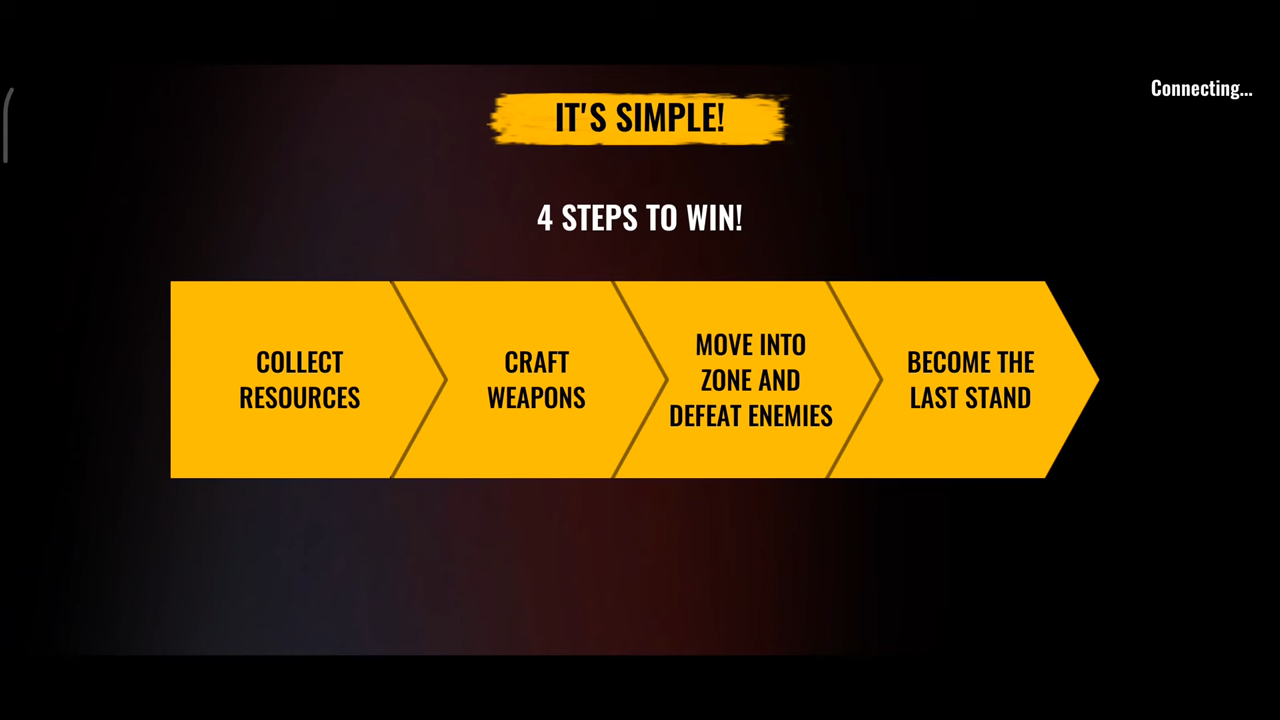 Connecting...
IT'S SIMPLE!
4 STEPS TO WIN!
COLLECT
RESOURCES
CRAFT
WEAPONS
MOVE INTO
ZONE AND
DEFEAT ENEMIES
BECOME THE
LAST STAND